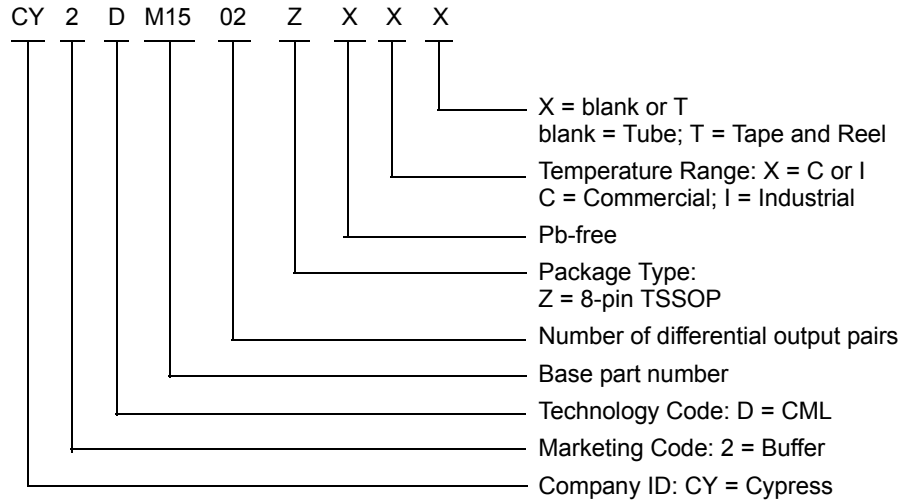 CY 2 D M15 02 Z X X X
X = blank or T
blank = Tube; T = Tape and Reel
Temperature Range: X = C or I
C = Commercial; I = Industrial
Pb-free
Package Type:
Z = 8-pin TSSOP
Number of differential output pairs
Base part number
Technology Code: D = CML
Marketing Code: 2 = Buffer
Company ID: CY = Cypress